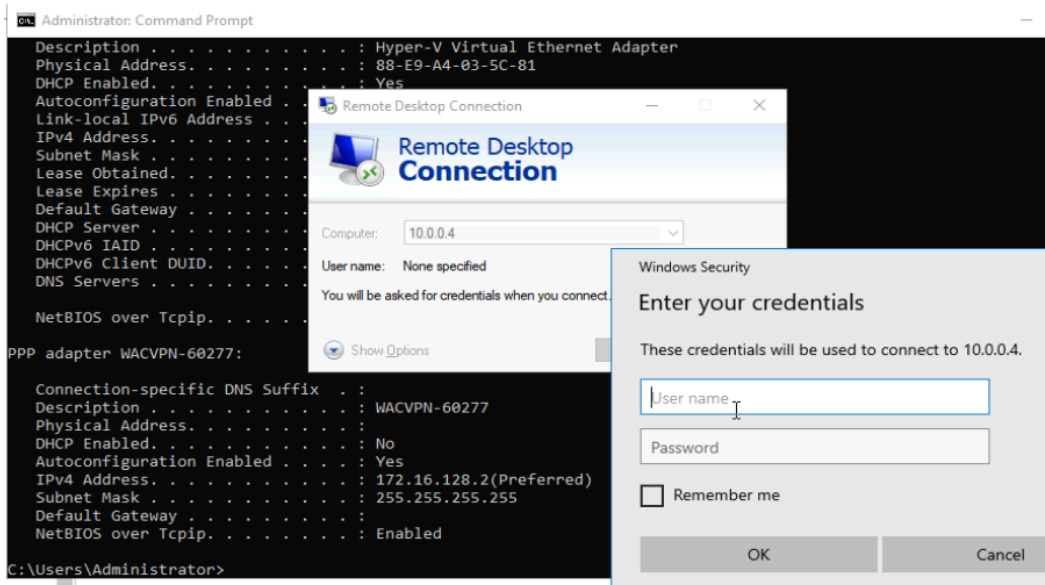 Administrator: Command Prompt
Description . . . . . . . . . . . : Hyper-V Virtual Ethernet Adapter
Physical Address. . . . . . . . . : 88-E9-A4-03-5C-81
DHCP Enabled. . . . . . . . . . . : Yes
Autoconfiguration Enabled . .
Link-local IPv6 Address . . .
IPv4 Address. . . . . . . . .
Subnet Mask . . . . . . . . .
Lease Obtained. . . . . . . .
Lease Expires . . . . . . . .
Default Gateway . . . . . . .
DHCP Server . . . . . . . . .
DHCPv6 IAID . . . . . . . . .
DHCPv6 Client DUID. . . . . .
DNS Servers . . . . . . . . .
NetBIOS over Tcpip. . . . . .
PPP adapter WACVPN-60277:
Connection-specific DNS Suffix  . :
Description . . . . . . . . . . . : WACVPN-60277
Physical Address. . . . . . . . . :
DHCP Enabled. . . . . . . . . . . : No
Autoconfiguration Enabled . . . . : Yes
IPv4 Address. . . . . . . . . . . : 172.16.128.2(Preferred)
Subnet Mask . . . . . . . . . . . : 255.255.255.255
Default Gateway . . . . . . . . . :
NetBIOS over Tcpip. . . . . . . . : Enabled
C:\Users\Administrator>
Remote Desktop Connection
Remote Desktop
Connection
Computer: 10.0.0.4
User name: None specified
You will be asked for credentials when you connect.
Show Options
Windows Security
Enter your credentials
These credentials will be used to connect to 10.0.0.4.
User name
Password
Remember me
OK
Cancel